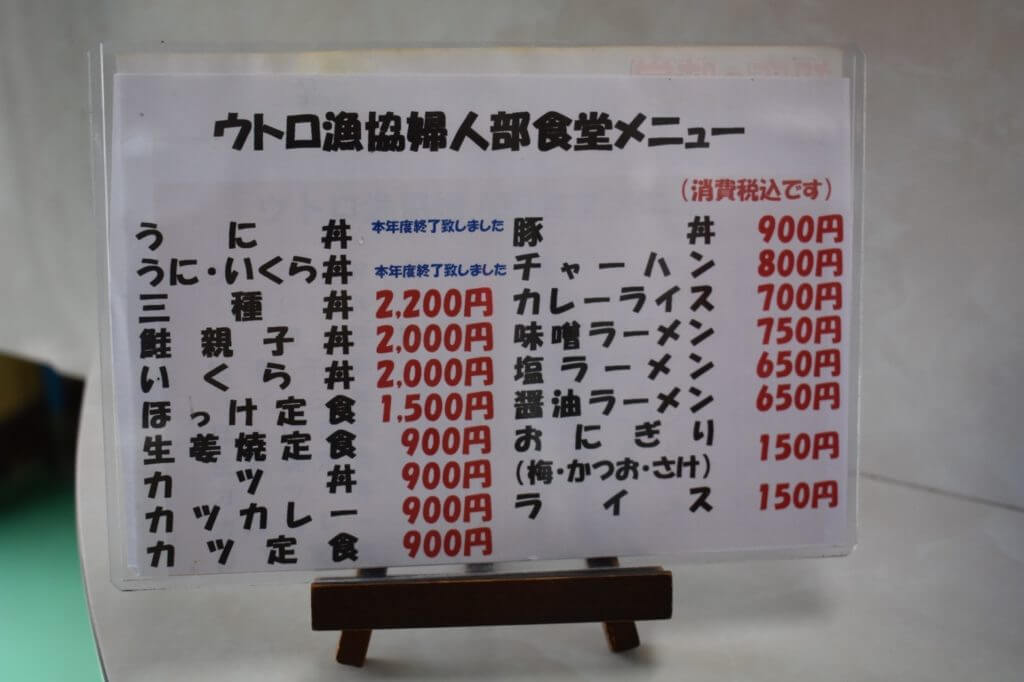 ウトロ漁協婦人部食堂メニュー
(消費税込です)
うに丼 本年度終了致しました
うに・いくら丼 本年度終了致しました
三種丼 2,200円
鮭親子丼 2,000円
いくら丼 2,000円
ほっけ定食 1,500円
生姜焼定食 900円
カツ丼 900円
カツカレー 900円
カツ定食 900円
豚丼 900円
チャーハン 800円
カレーライス 700円
味噌ラーメン 750円
塩ラーメン 650円
醤油ラーメン 650円
おにぎり 150円
(梅・かつお・さけ)
ライス 150円